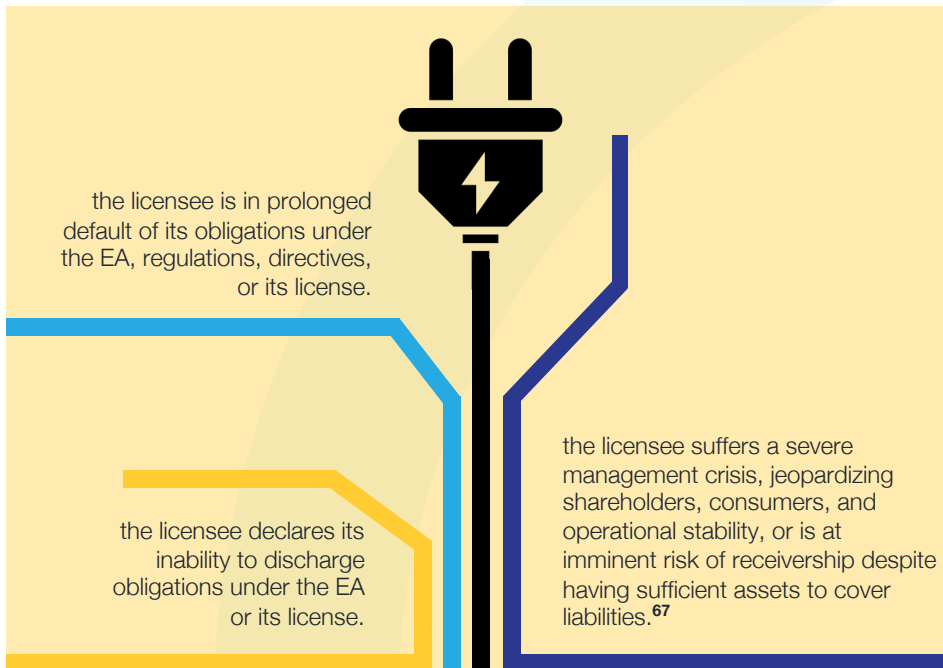 the licensee is in prolonged
default of its obligations under
the EA, regulations, directives,
or its license.
the licensee declares its
inability to discharge
obligations under the EA
or its license.
the licensee suffers a severe
management crisis, jeopardizing
shareholders, consumers, and
operational stability, or is at
imminent risk of receivership despite
having sufficient assets to cover
liabilities.67